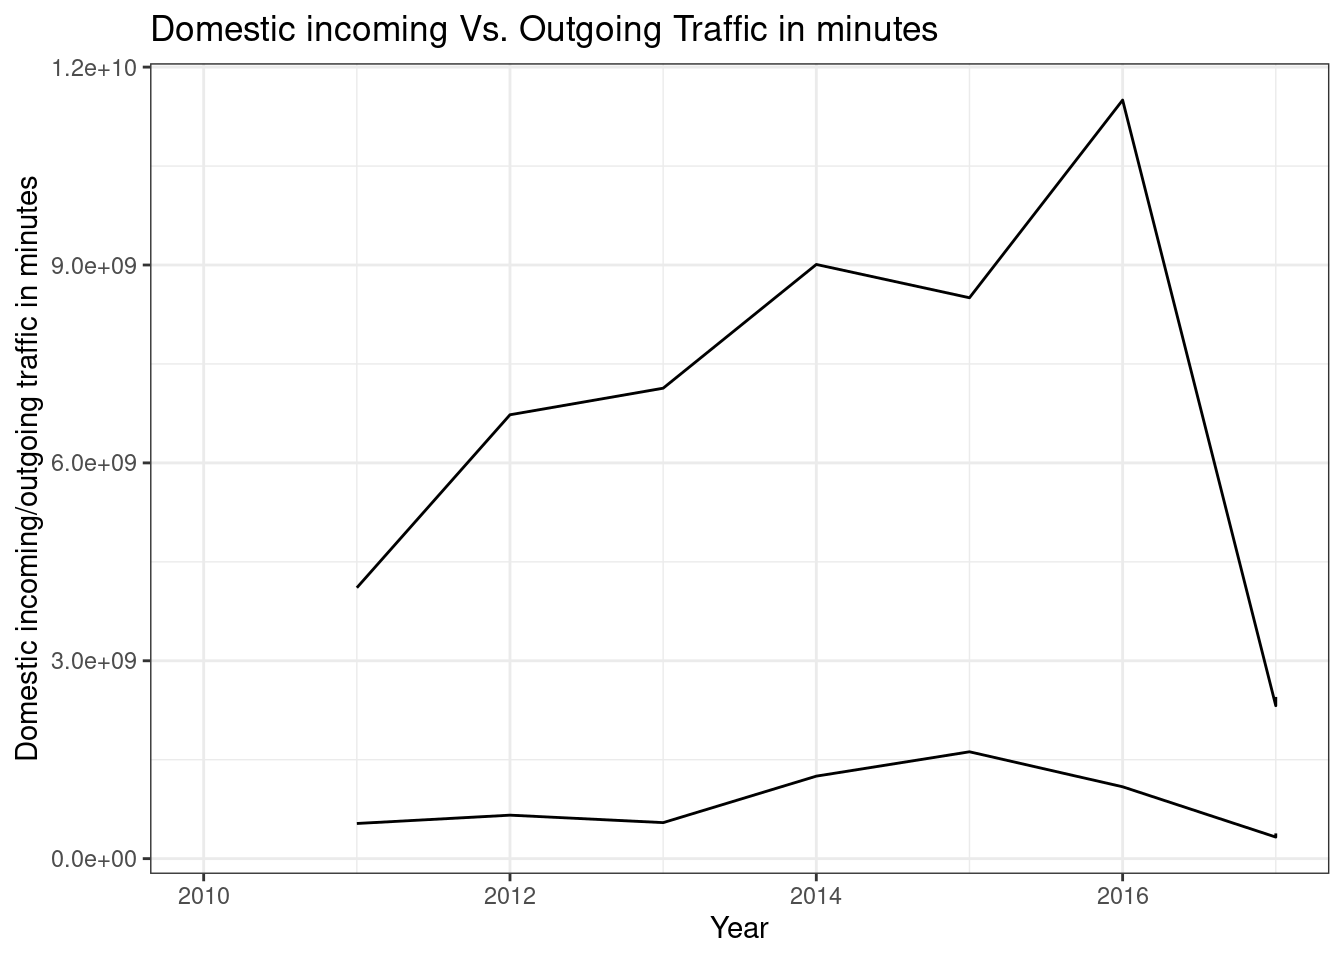 Domestic incoming Vs. Outgoing Traffic in minutes
Domestic incoming/outgoing traffic in minutes
1.2e+10
9.0e+09
6.0e+09
3.0e+09
0.0e+00
2010
2012
2014
2016
Year